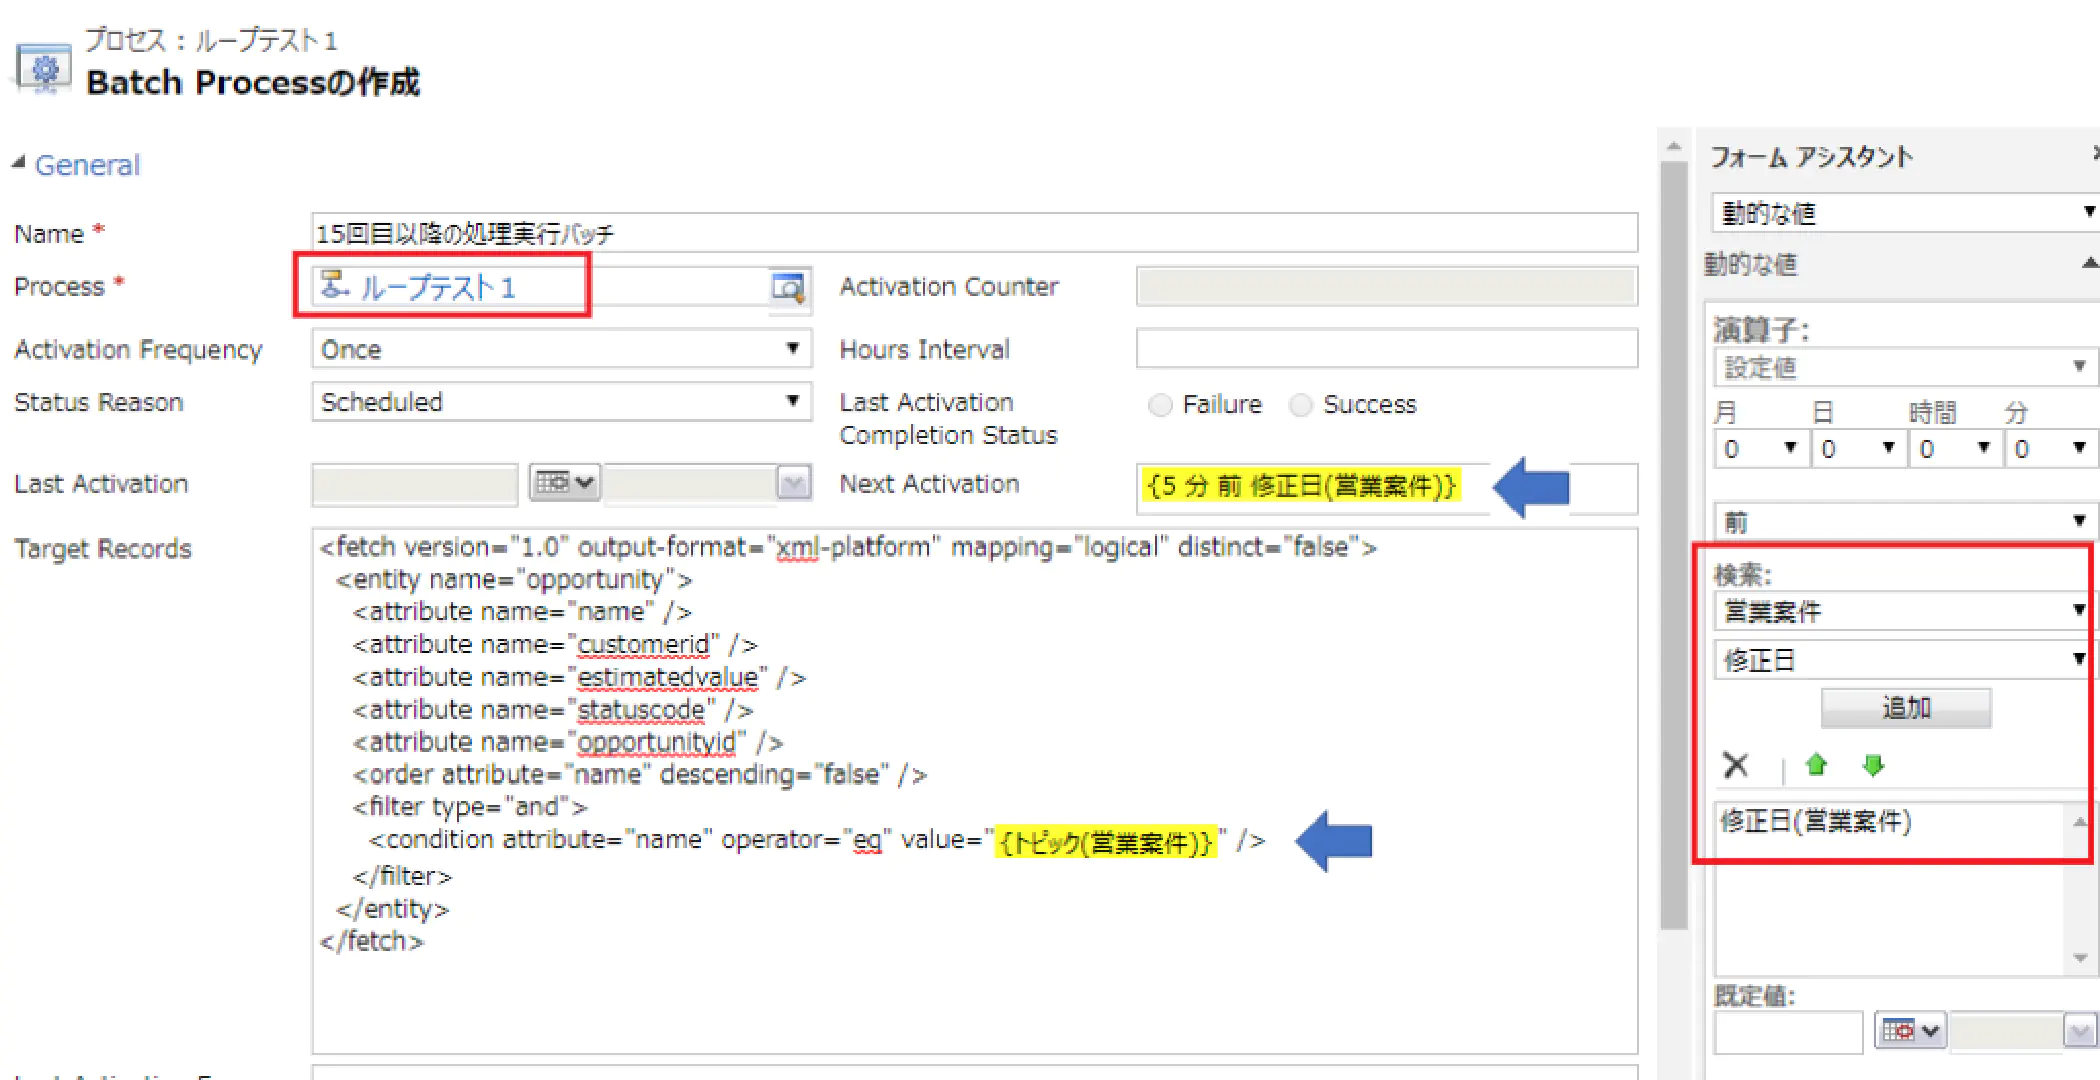 プロセス : ループテスト1
Batch Processの作成
General
Name *
15回目以降の処理実行バッチ
Process *
ループテスト1
Activation Counter
Activation Frequency
Once
Hours Interval
Status Reason
Scheduled
Last Activation
Completion Status
Failure
Success
Last Activation
Next Activation
{5 分 前 修正日(営業案件)}
Target Records
<fetch version="1.0" output-format="xml-platform" mapping="logical" distinct="false">
<entity name="opportunity">
<attribute name="name" />
<attribute name="customerid" />
<attribute name="estimatedvalue" />
<attribute name="statuscode" />
<attribute name="opportunityid" />
<order attribute="name" descending="false" />
<filter type="and">
<condition attribute="name" operator="eq" value="{トピック(営業案件)}" />
</filter>
</entity>
</fetch>
フォーム アシスタント
動的な値
動的な値
演算子:
設定値
月 日 時間 分
0 0 0 0
前
検索:
営業案件
修正日
追加
修正日(営業案件)
既定値: